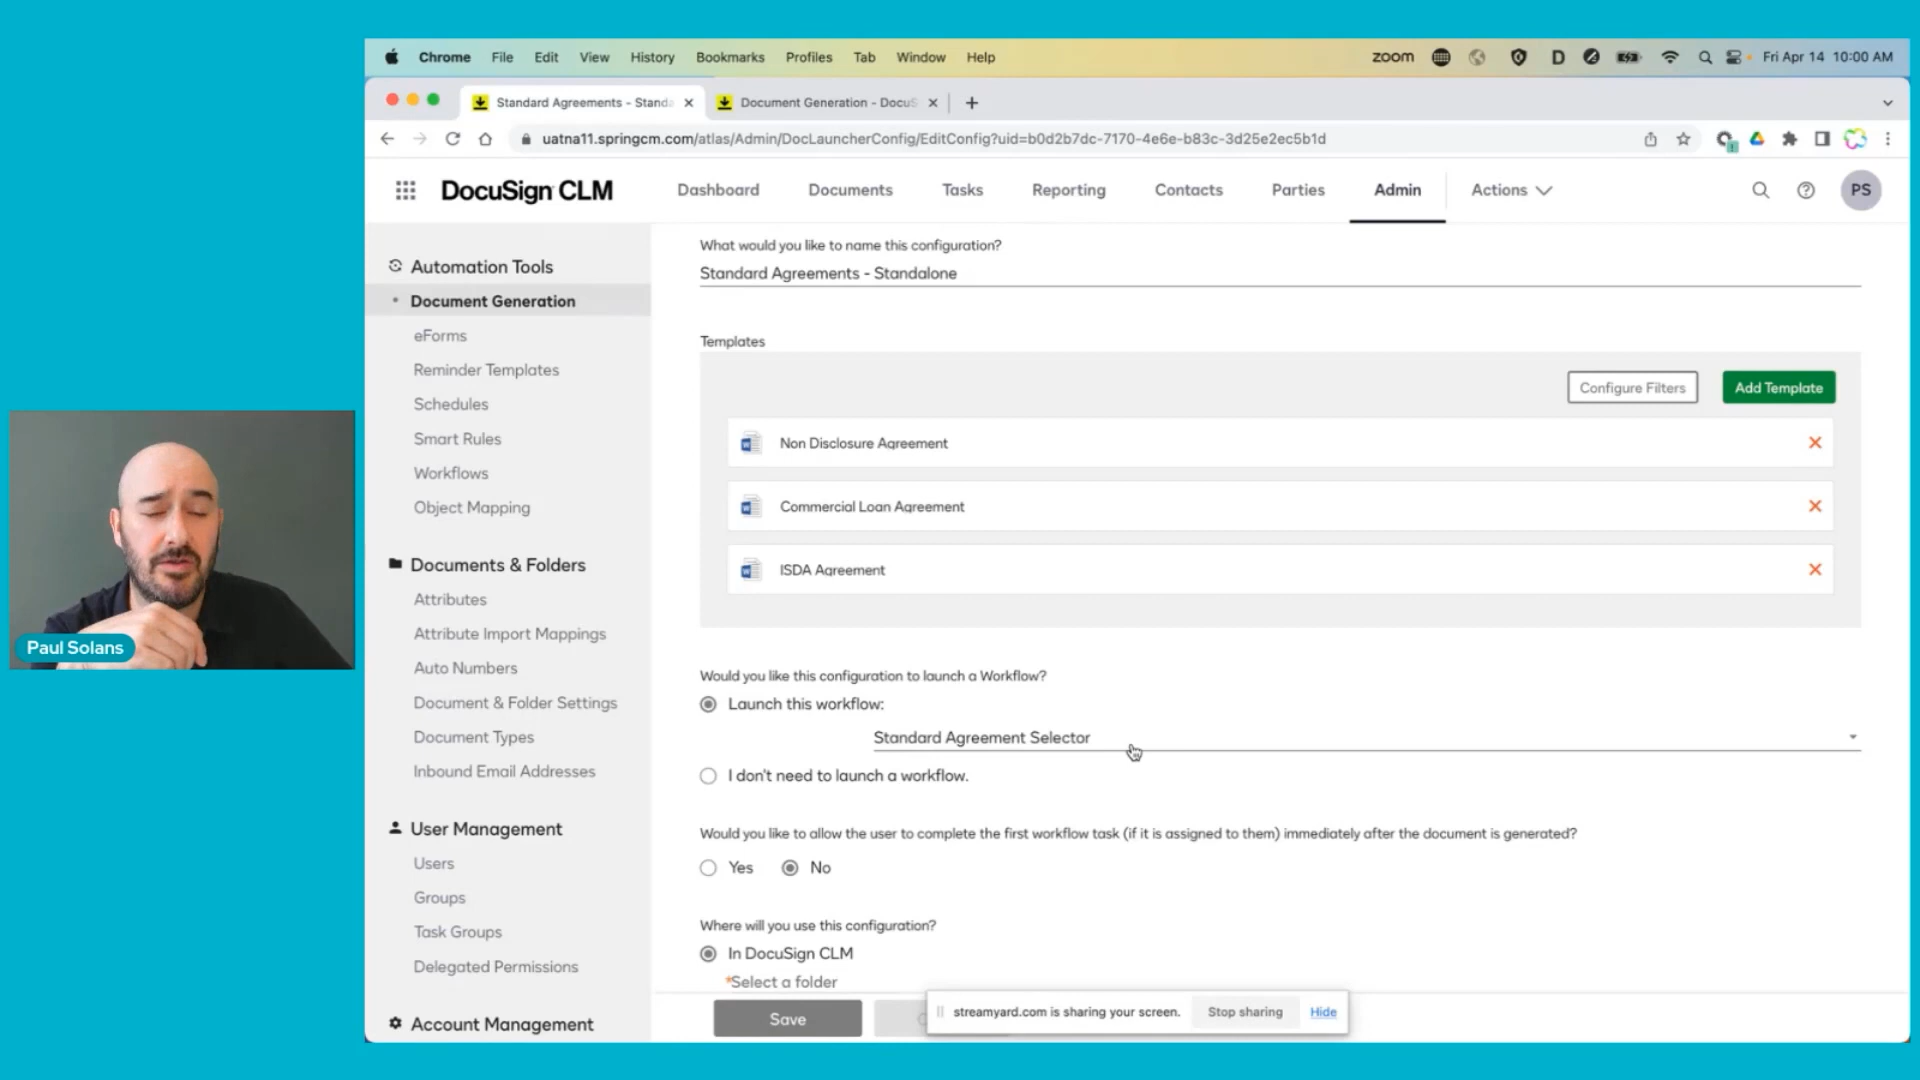 Chrome File Edit View History Bookmarks Profiles Tab Window Help
zoom D Fri Apr 14 10:00 AM
Standard Agreements - Standa
Document Generation - DocuS
uatna11.springcm.com/atlas/Admin/DocLauncherConfig/EditConfig?uid=b0d2b7dc-7170-4e6e-b83c-3d25e2ec5b1d
DocuSign CLM
Dashboard Documents Tasks Reporting Contacts Parties Admin Actions
PS
Automation Tools
Document Generation
eForms
Reminder Templates
Schedules
Smart Rules
Workflows
Object Mapping
Documents & Folders
Attributes
Attribute Import Mappings
Auto Numbers
Document & Folder Settings
Document Types
Inbound Email Addresses
User Management
Users
Groups
Task Groups
Delegated Permissions
Account Management
What would you like to name this configuration?
Standard Agreements - Standalone
Templates
Configure Filters
Add Template
Non Disclosure Agreement
Commercial Loan Agreement
ISDA Agreement
Would you like this configuration to launch a Workflow?
Launch this workflow:
Standard Agreement Selector
I don't need to launch a workflow.
Would you like to allow the user to complete the first workflow task (if it is assigned to them) immediately after the document is generated?
Yes No
Where will you use this configuration?
In DocuSign CLM
*Select a folder
Save
streamyard.com is sharing your screen. Stop sharing Hide
Paul Solans